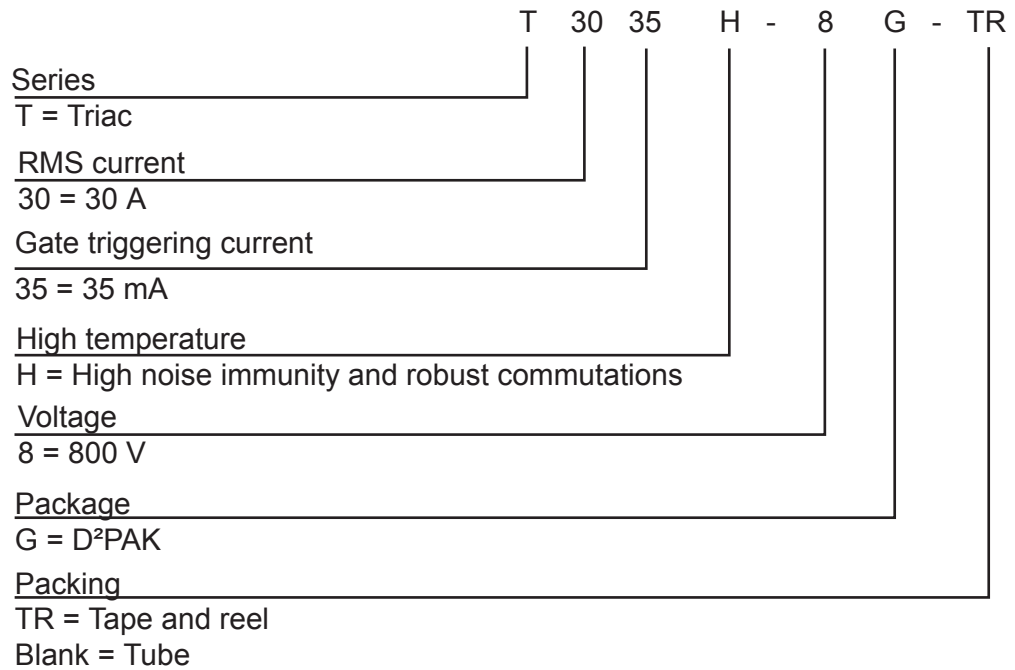 T 30 35 H - 8 G - TR
Series
T = Triac
RMS current
30 = 30 A
Gate triggering current
35 = 35 mA
High temperature
H = High noise immunity and robust commutations
Voltage
8 = 800 V
Package
G = D²PAK
Packing
TR = Tape and reel
Blank = Tube